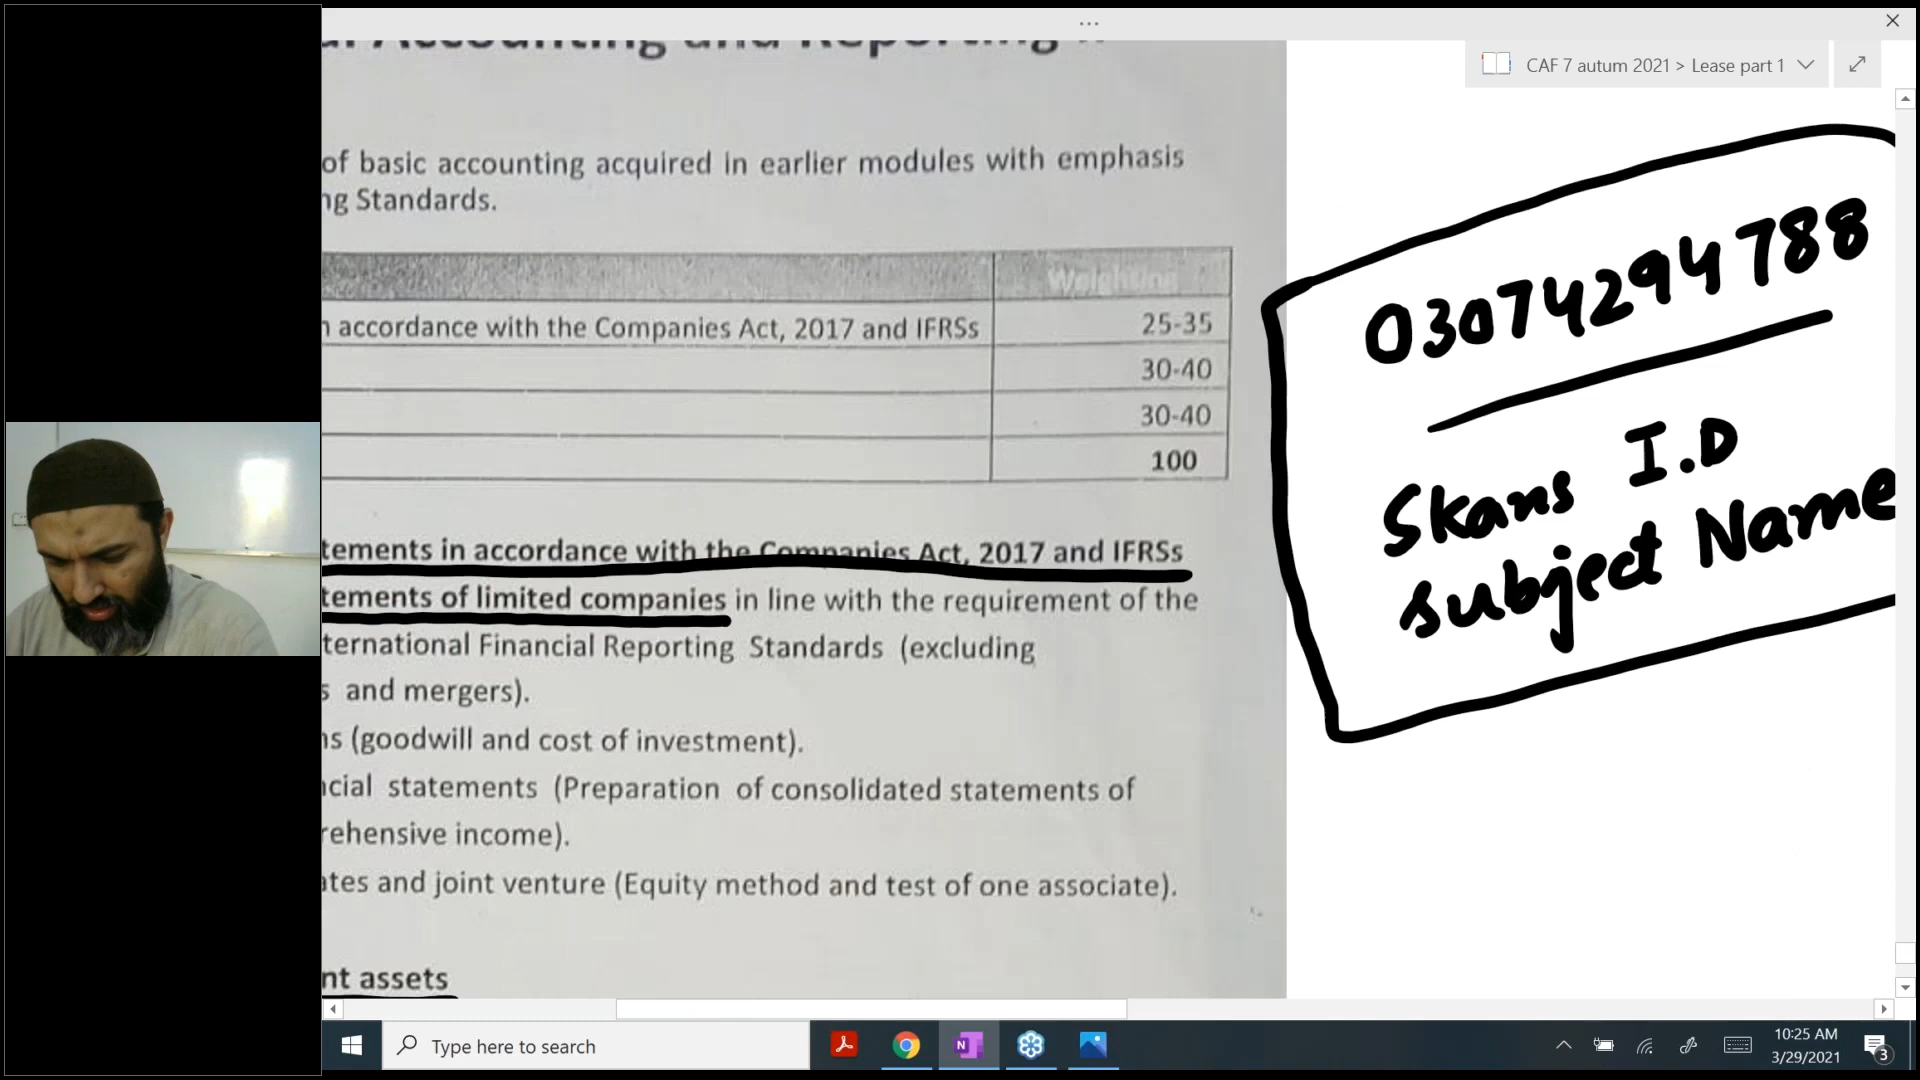 Accounting and Reporting
CAF 7 autum 2021 > Lease part 1
of basic accounting acquired in earlier modules with emphasis
ng Standards.
Weighting
n accordance with the Companies Act, 2017 and IFRSs 25-35
30-40
30-40
100
tements in accordance with the Companies Act, 2017 and IFRSs
tements of limited companies in line with the requirement of the
ternational Financial Reporting Standards (excluding
s and mergers).
ns (goodwill and cost of investment).
ncial statements (Preparation of consolidated statements of
rehensive income).
ates and joint venture (Equity method and test of one associate).
nt assets
03074294788
Skans I.D
subject Name
Type here to search
10:25 AM
3/29/2021
3